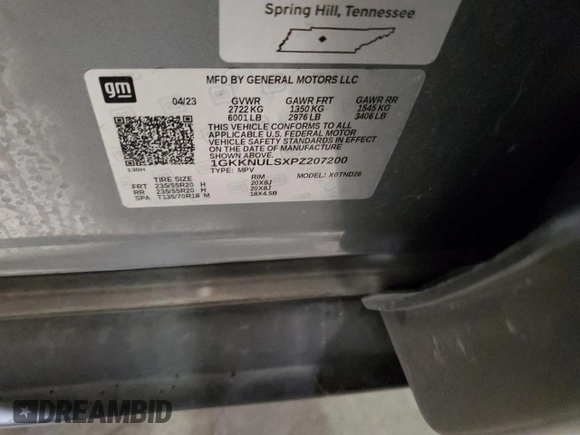 Spring Hill, Tennessee
gm
MFD BY GENERAL MOTORS LLC
04/23 GVWR GAWR FRT GAWR RR
2722 KG 1350 KG 1545 KG
6001 LB 2976 LB 3406 LB
THIS VEHICLE CONFORMS TO ALL
APPLICABLE U.S. FEDERAL MOTOR
VEHICLE SAFETY STANDARDS IN EFFECT
ON THE DATE OF MANUFACTURE
SHOWN ABOVE.
1GKKNULSXPZ207200
TYPE: MPV MODEL: X0TND26
TIRE SIZE RIM
FRT 235/55R20 H 20X8J
RR 235/55R20 H 20X8J
SPA T135/70R18 M 18X4.5B
DREAMBID